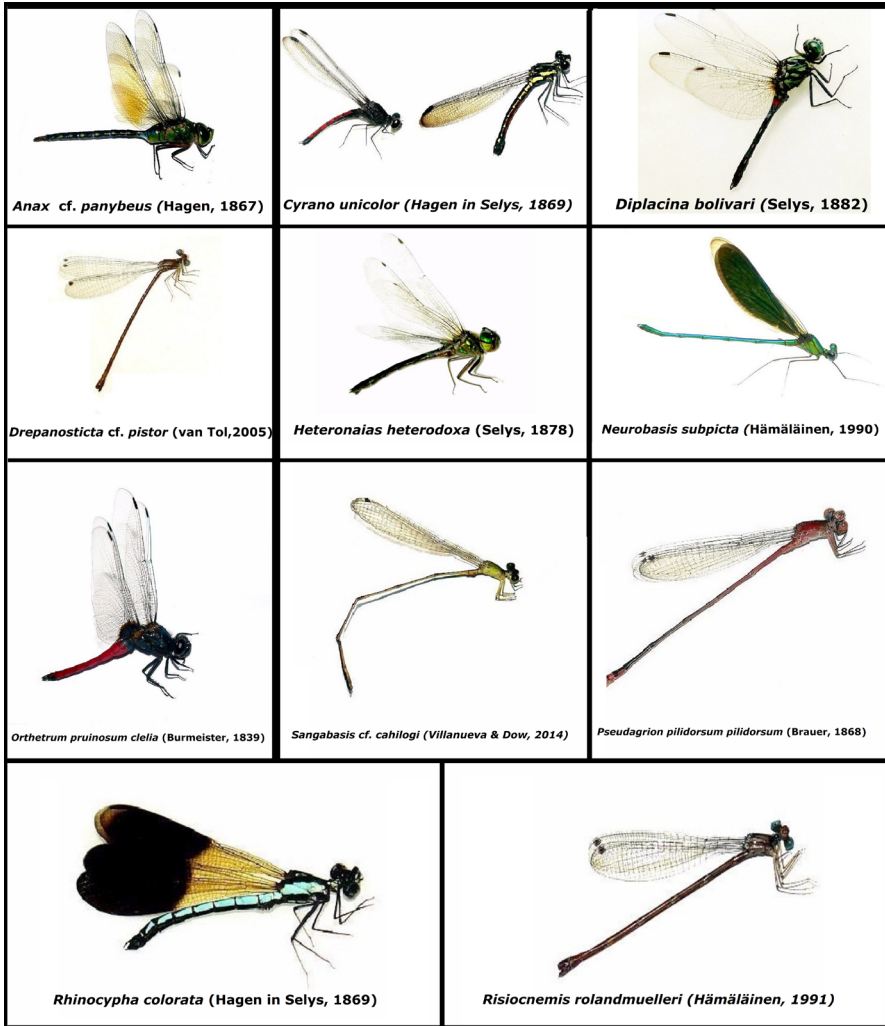 Anax cf. panybeus (Hagen, 1867)
Cyrano unicolor (Hagen in Selys, 1869)
Diplacina bolivari (Selys, 1882)
Drepanosticta cf. pistor (van Tol,2005)
Heteronaias heterodoxa (Selys, 1878)
Neurobasis subpicta (Hämäläinen, 1990)
Orthetrum pruinosum clelia (Burmeister, 1839)
Sangabasis cf. cahilogi (Villanueva & Dow, 2014)
Pseudagrion pilidorsum pilidorsum (Brauer, 1868)
Rhinocypha colorata (Hagen in Selys, 1869)
Risiocnemis rolandmuelleri (Hämäläinen, 1991)